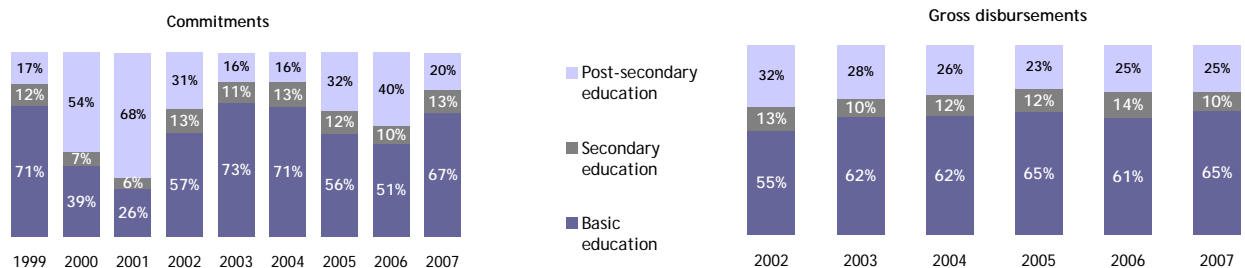 Commitments
17% 54% 68% 31% 16% 16% 32% 40% 20%
12% 7% 6% 13% 11% 13% 12% 10% 13%
71% 39% 26% 57% 73% 71% 56% 51% 67%
1999 2000 2001 2002 2003 2004 2005 2006 2007
Post-secondary
education
Secondary
education
Basic
education
Gross disbursements
32% 28% 26% 23% 25% 25%
13% 10% 12% 12% 14% 10%
55% 62% 62% 65% 61% 65%
2002 2003 2004 2005 2006 2007